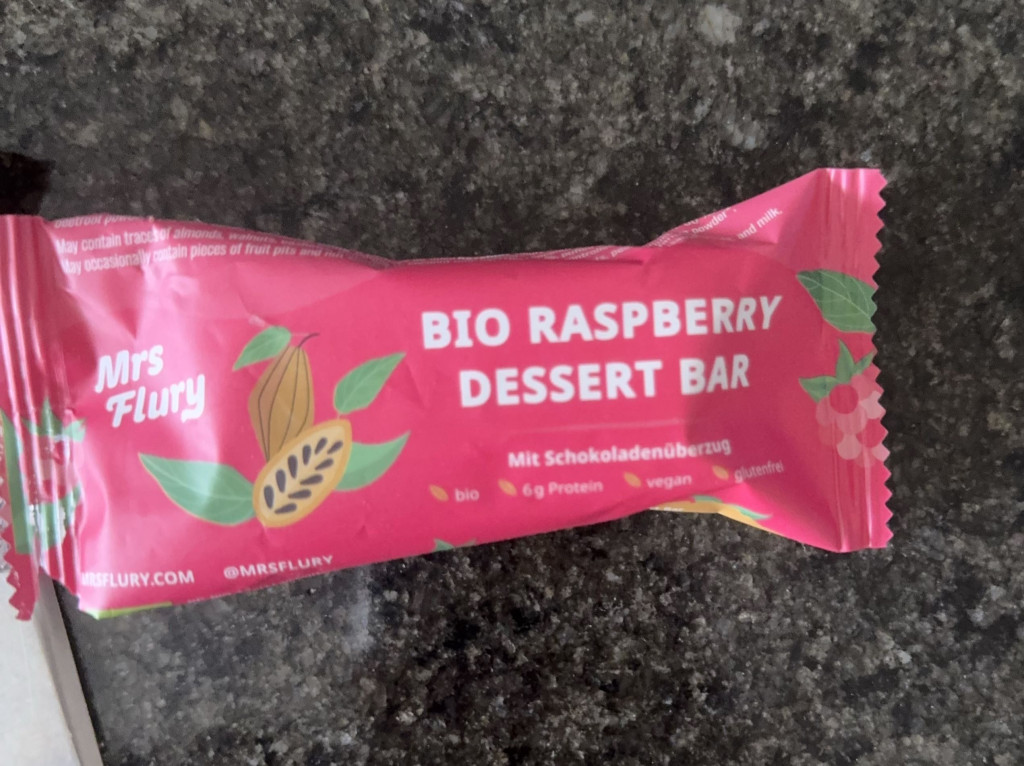 May contain traces of almonds,
May occasionally contain pieces of fruit pits and
powder
and milk.
Mrs
Flury
BIO RASPBERRY
DESSERT BAR
Mit Schokoladenüberzug
bio 6g Protein vegan glutenfrei
MRSFLURY.COM @MRSFLURY